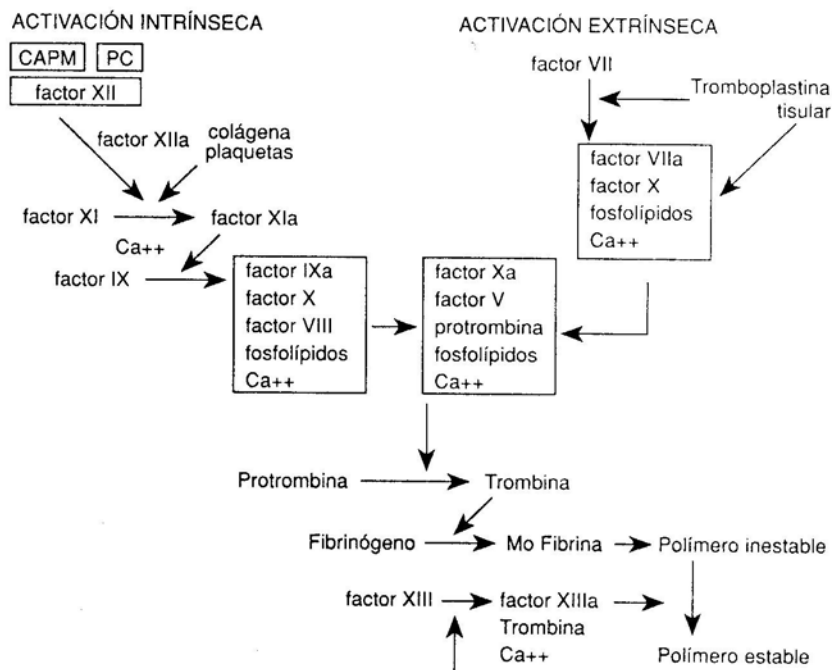 ACTIVACIÓN INTRÍNSECA
CAPM
PC
factor XII
factor XIIa
colágena
plaquetas
factor XI
factor XIa
Ca++
factor IX
factor IXa
factor X
factor VIII
fosfolípidos
Ca++
ACTIVACIÓN EXTRÍNSECA
factor VII
Tromboplastina
tisular
factor VIIa
factor X
fosfolípidos
Ca++
factor Xa
factor V
protrombina
fosfolípidos
Ca++
Protrombina
Trombina
Fibrinógeno
Mo Fibrina
Polímero inestable
factor XIII
factor XIIIa
Trombina
Ca++
Polímero estable